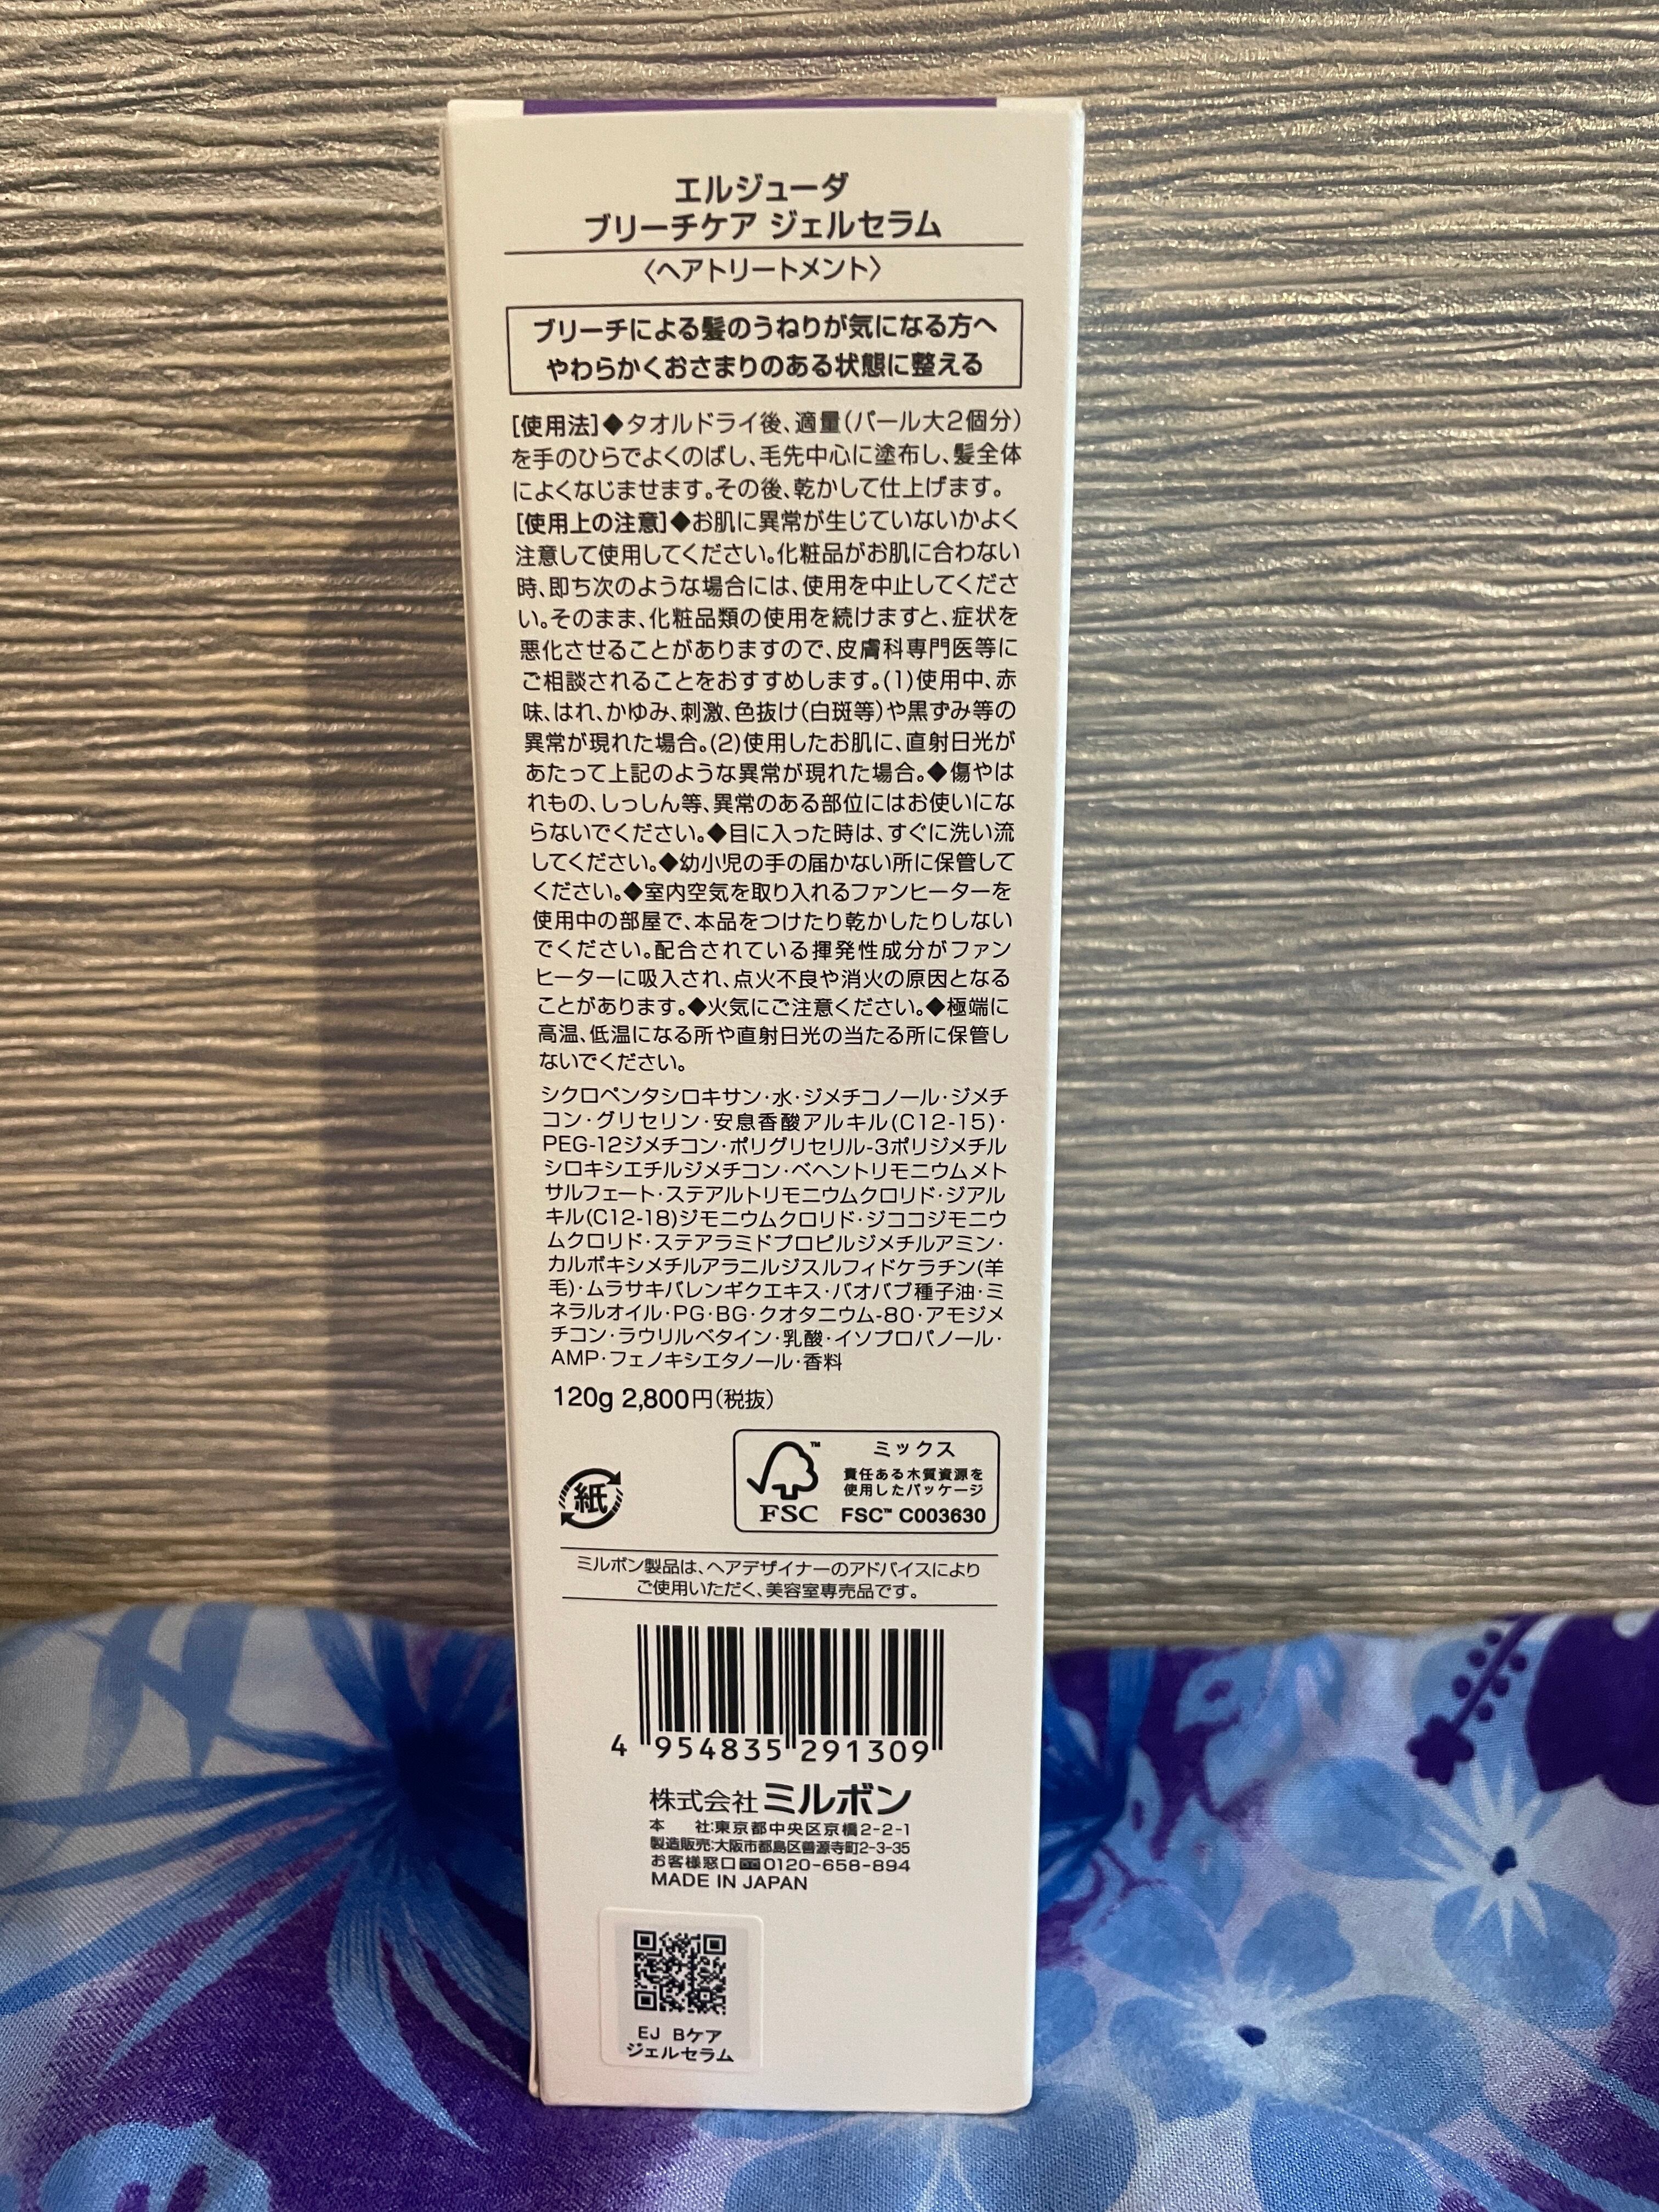 エルジューダ
ブリーチケア ジェルセラム
〈ヘアトリートメント〉
ブリーチによる髪のうねりが気になる方へ
やわらかくおさまりのある状態に整える
[使用法]◆タオルドライ後、適量(パール大2個分)
を手のひらでよくのばし、毛先中心に塗布し、髪全体
によくなじませます。その後、乾かして仕上げます。
[使用上の注意]◆お肌に異常が生じていないかよく
注意して使用してください。化粧品がお肌に合わない
時、即ち次のような場合には、使用を中止してくださ
い。そのまま、化粧品類の使用を続けますと、症状を
悪化させることがありますので、皮膚科専門医等に
ご相談されることをおすすめします。(1)使用中、赤
味、はれ、かゆみ、刺激、色抜け(白斑等)や黒ずみ等の
異常が現れた場合。(2)使用したお肌に、直射日光が
あたって上記のような異常が現れた場合。◆傷やは
れもの、しっしん等、異常のある部位にはお使いにな
らないでください。◆目に入った時は、すぐに洗い流
してください。◆幼小児の手の届かない所に保管して
ください。◆室内空気を取り入れるファンヒーターを
使用中の部屋で、本品をつけたり乾かしたりしない
でください。配合されている揮発性成分がファン
ヒーターに吸入され、点火不良や消火の原因となる
ことがあります。◆火気にご注意ください。◆極端に
高温、低温になる所や直射日光の当たる所に保管し
ないでください。
シクロペンタシロキサン・水・ジメチコノール・ジメチ
コン・グリセリン・安息香酸アルキル(C12-15)・
PEG-12ジメチコン・ポリグリセリル-3ポリジメチル
シロキシエチルジメチコン・ベヘントリモニウムメト
サルフェート・ステアルトリモニウムクロリド・ジアル
キル(C12-18)ジモニウムクロリド・ジココジモニウ
ムクロリド・ステアラミドプロピルジメチルアミン・
カルボキシメチルアラニルジスルフィドケラチン(羊
毛)・ムラサキバレンギクエキス・バオバブ種子油・ミ
ネラルオイル・PG・BG・クオタニウム-80・アモジメ
チコン・ラウリルベタイン・乳酸・イソプロパノール・
AMP・フェノキシエタノール・香料
120g 2,800円(税抜)
紙
FSC
ミックス
責任ある木質資源を
使用したパッケージ
FSC™ C003630
ミルボン製品は、ヘアデザイナーのアドバイスにより
ご使用いただく、美容室専売品です。
4 954835 291309
株式会社ミルボン
本 社:東京都中央区京橋2-2-1
製造販売:大阪市都島区善源寺町2-3-35
お客様窓口 0120-658-894
MADE IN JAPAN
EJ Bケア
ジェルセラム